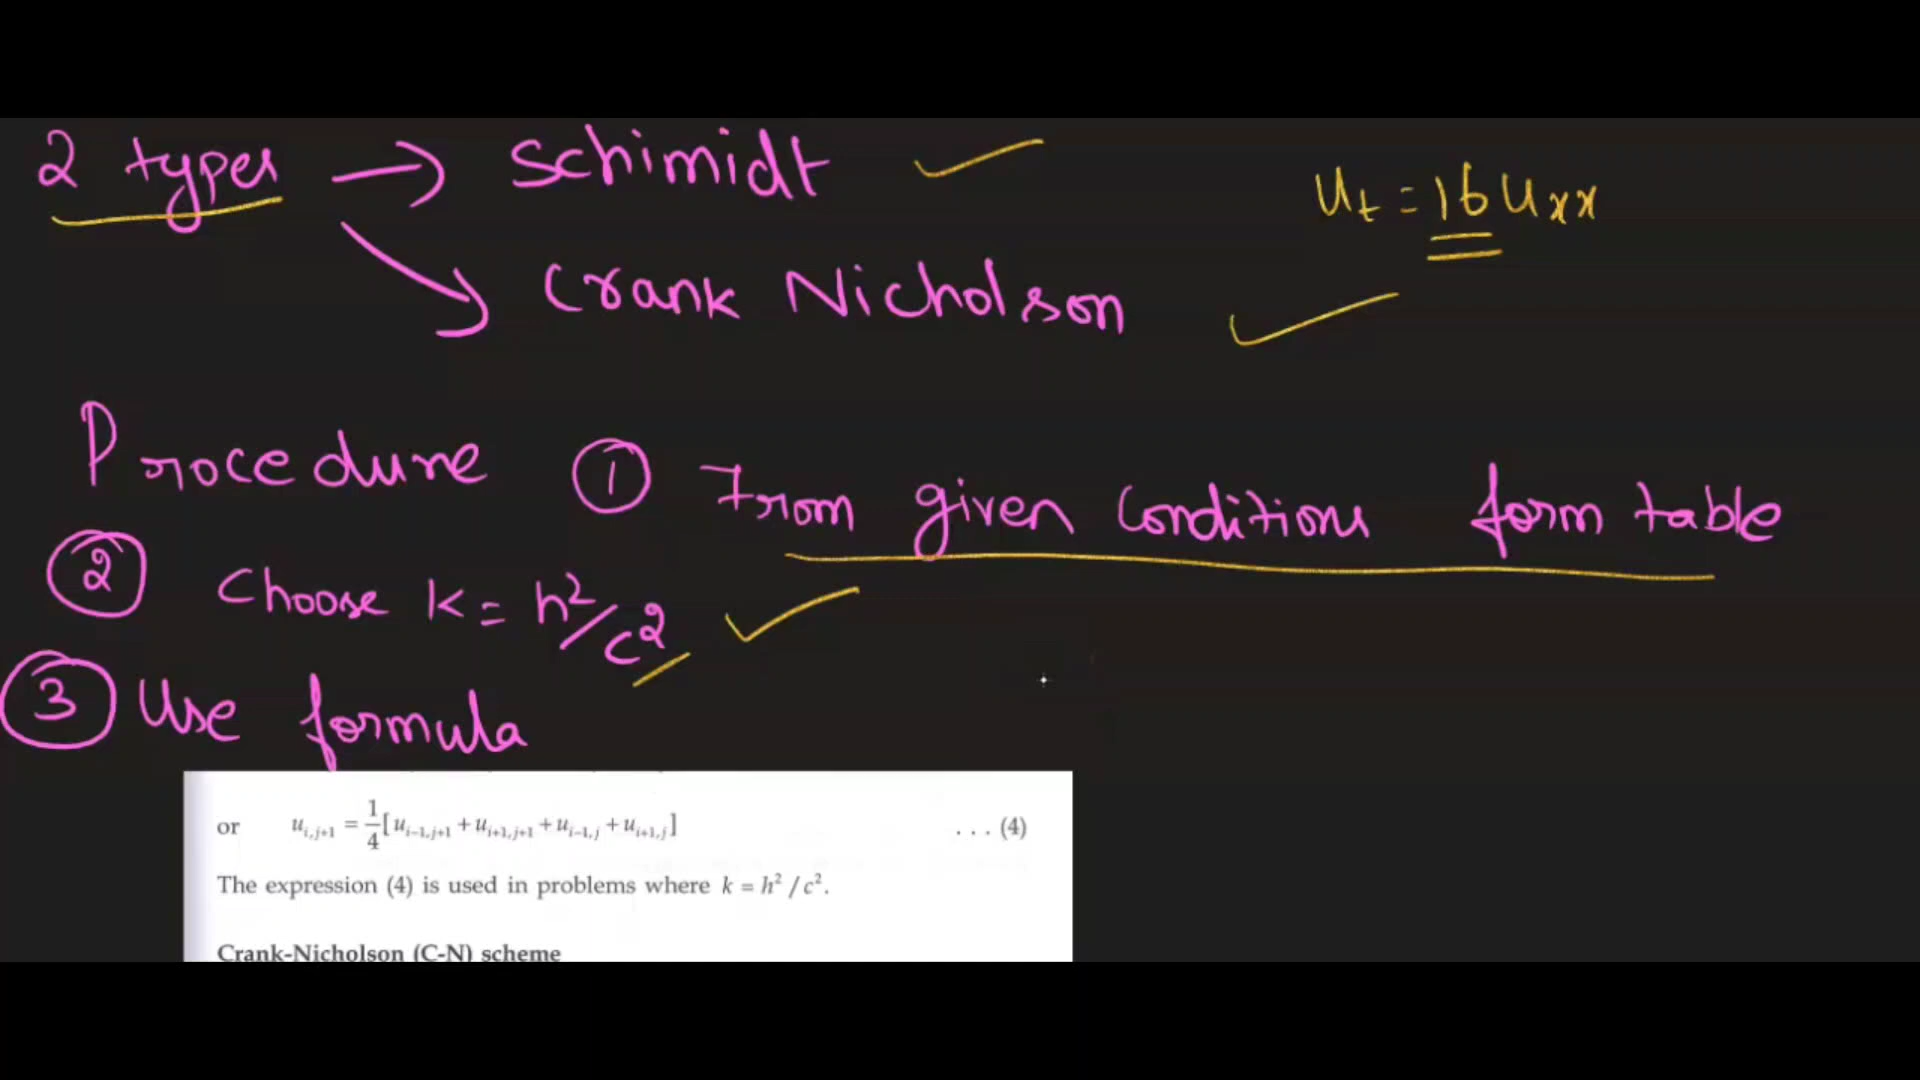 2 types → Schimidt
u_t = 16 u_xx
Crank Nicholson
Procedure ① From given Conditions form table
② Choose k = h²/c²
③ Use formula
or u_{i,j+1} = 1/4 [u_{i-1,j+1} + u_{i+1,j+1} + u_{i-1,j} + u_{i+1,j}] . . . (4)
The expression (4) is used in problems where k = h² / c².
Crank-Nicholson (C-N) scheme